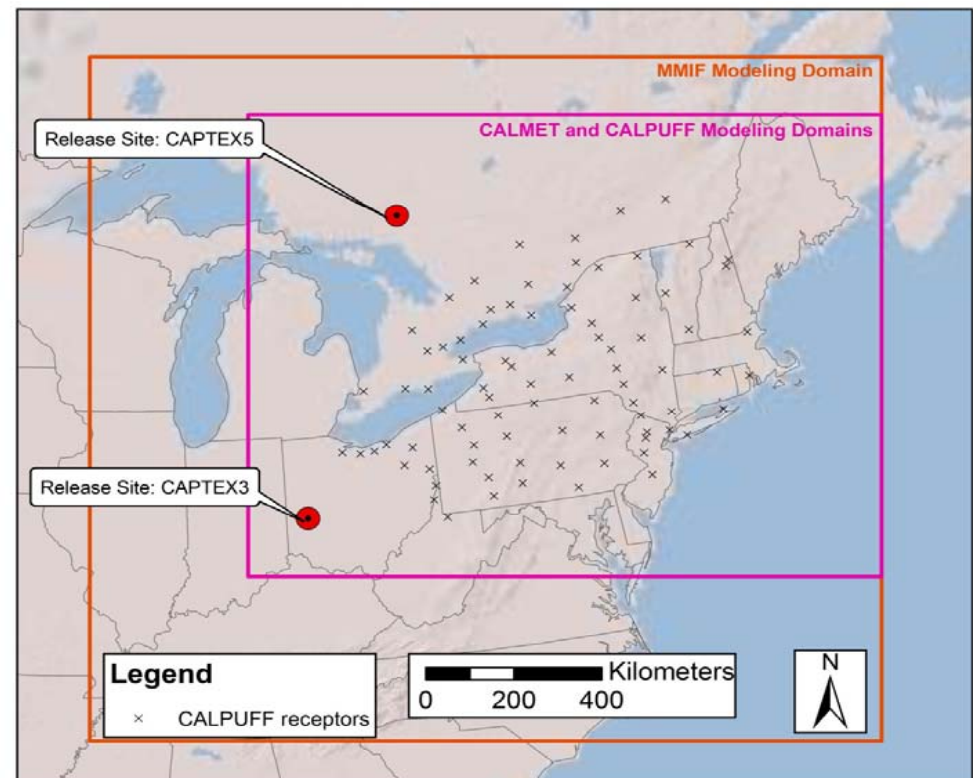 MMIF Modeling Domain
CALMET and CALPUFF Modeling Domains
Release Site: CAPTEX5
Release Site: CAPTEX3
Legend
CALPUFF receptors
Kilometers
0 200 400
N